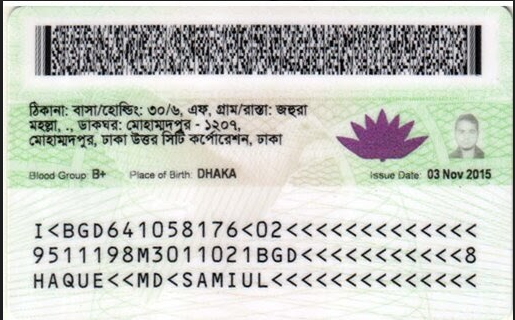 ঠিকানা: বাসা/হোল্ডিং: ৩০/৬, এফ, গ্রাম/রাস্তা: জহুরা
মহল্লা, ., ডাকঘর: মোহাম্মদপুর - ১২০৭,
মোহাম্মদপুর, ঢাকা উত্তর সিটি কর্পোরেশন, ঢাকা
Blood Group: B+ Place of Birth: DHAKA Issue Date: 03 Nov 2015
I<BGD641058176<02<<<<<<<<<<<<<
9511198M3011021BGD<<<<<<<<<<<8
HAQUE<<MD<SAMIUL<<<<<<<<<<<<<<